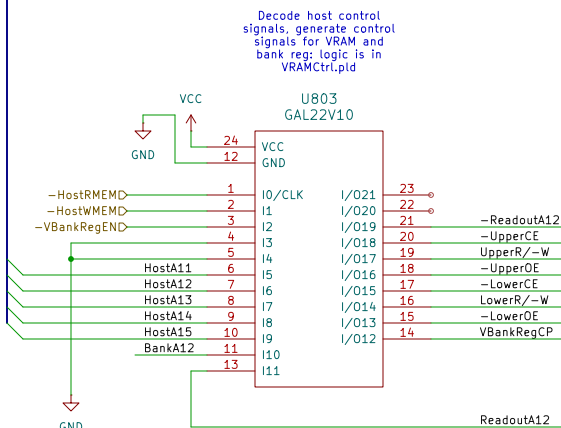 Decode host control
signals, generate control
signals for VRAM and
bank reg: logic is in
VRAMCtrl.pld
VCC
U803
GAL22V10
GND
24 VCC
12 GND
-HostRMEM 1 I0/CLK I/O21 23
-HostWMEM 2 I1 I/O20 22
-VBankRegEN 3 I2 I/O19 21 -ReadoutA12
4 I3 I/O18 20 -UpperCE
5 I4 I/O17 19 UpperR/-W
HostA11 6 I5 I/O16 18 -UpperOE
HostA12 7 I6 I/O15 17 -LowerCE
HostA13 8 I7 I/O14 16 LowerR/-W
HostA14 9 I8 I/O13 15 -LowerOE
HostA15 10 I9 I/O12 14 VBankRegCP
BankA12 11 I10
13 I11
ReadoutA12
GND